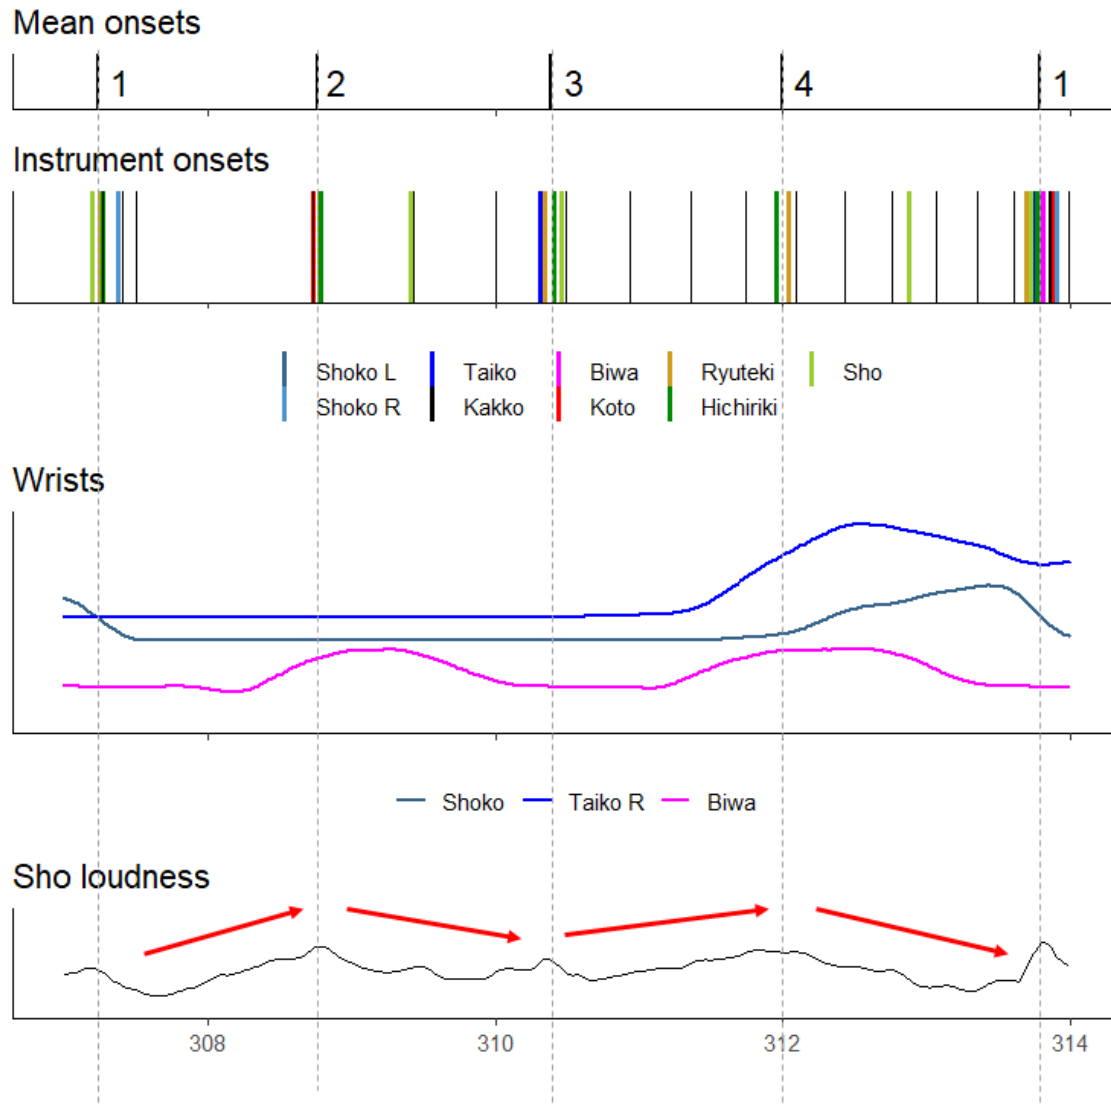 Mean onsets
1 2 3 4 1
Instrument onsets
Shoko L Taiko Biwa Ryuteki Sho
Shoko R Kakko Koto Hichiriki
Wrists
Shoko Taiko R Biwa
Sho loudness
308 310 312 314